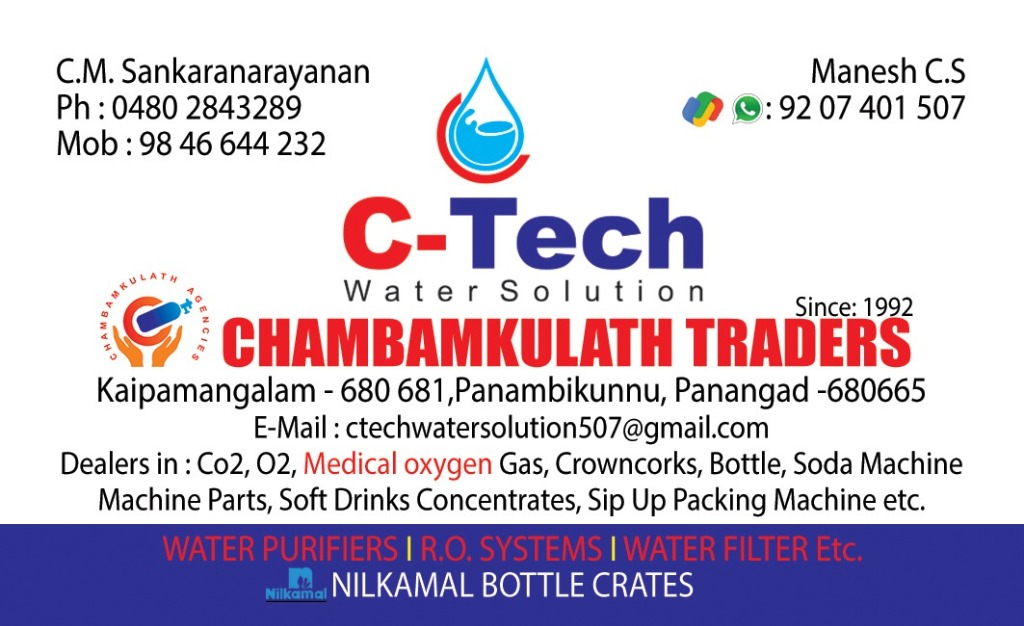 C.M. Sankaranarayanan
Ph : 0480 2843289
Mob : 98 46 644 232
Manesh C.S
: 92 07 401 507
C-Tech
Water Solution
CHAMBAMKULATH AGENCIES
Since: 1992
CHAMBAMKULATH TRADERS
Kaipamangalam - 680 681,Panambikunnu, Panangad -680665
E-Mail : ctechwatersolution507@gmail.com
Dealers in : Co2, O2, Medical oxygen Gas, Crowncorks, Bottle, Soda Machine
Machine Parts, Soft Drinks Concentrates, Sip Up Packing Machine etc.
WATER PURIFIERS I R.O. SYSTEMS I WATER FILTER Etc.
Nilkamal NILKAMAL BOTTLE CRATES